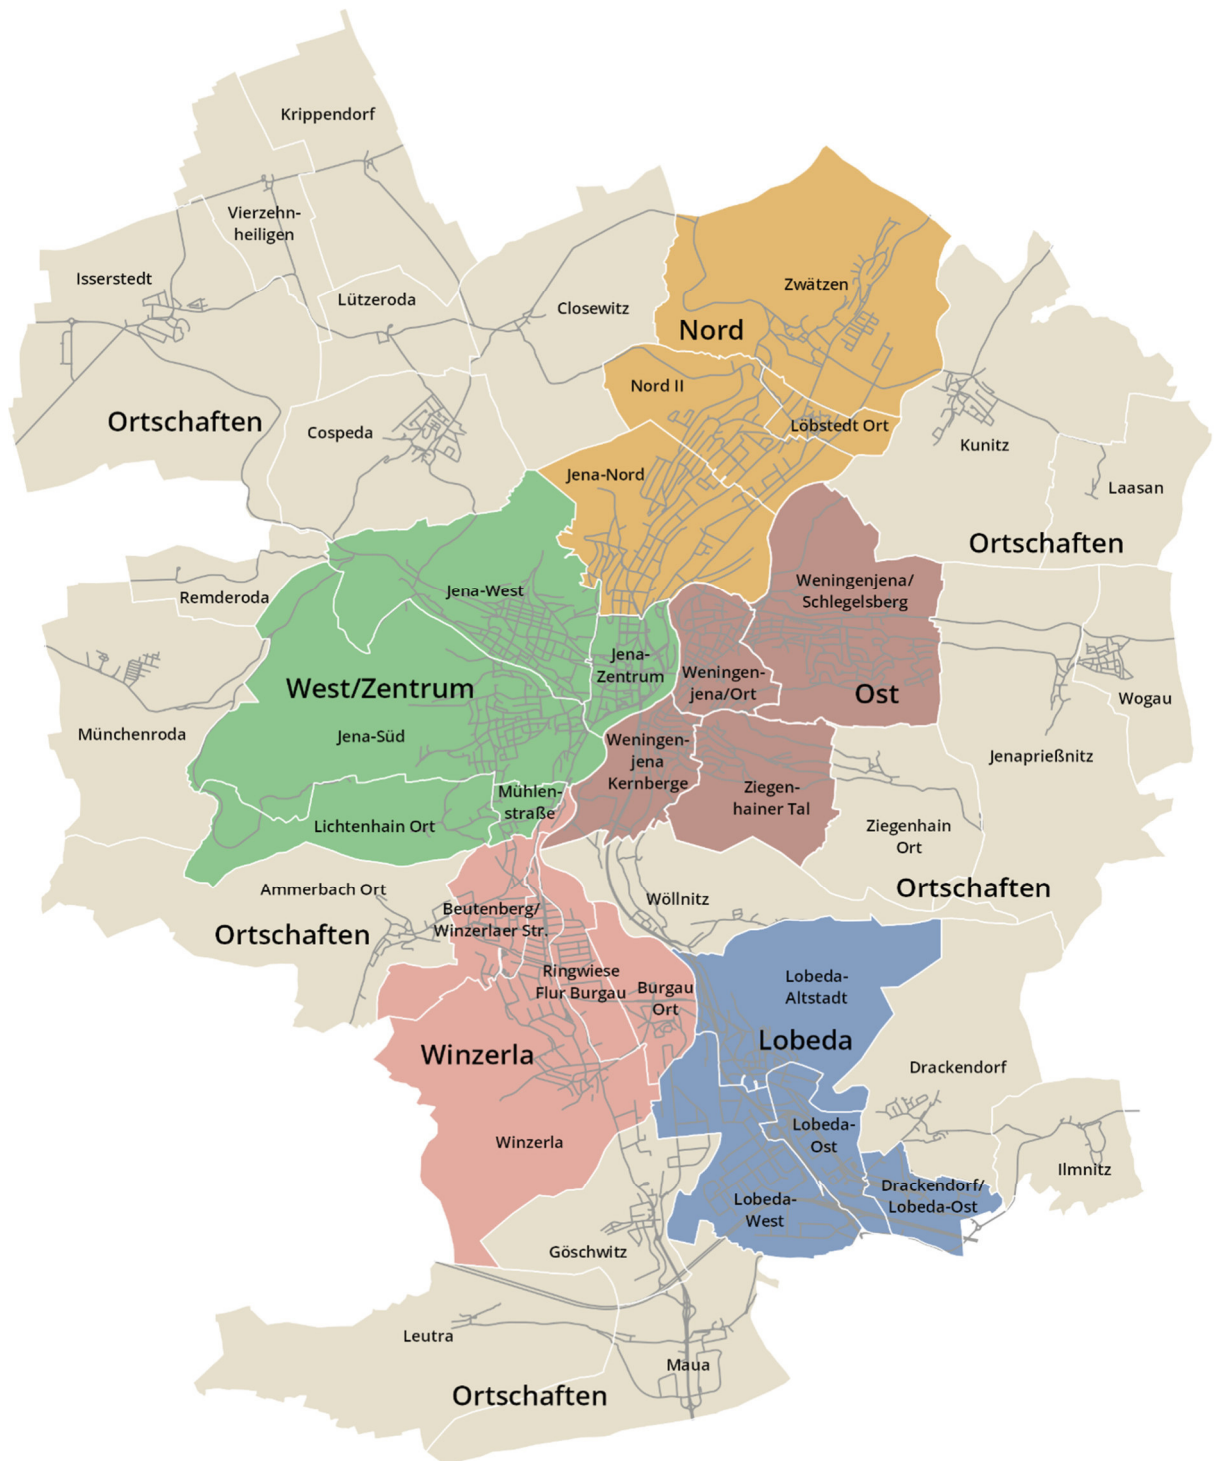 Krippendorf
Vierzehn-
heiligen
Isserstedt
Lützeroda
Closewitz
Zwätzen
Nord
Nord II
Ortschaften
Cospeda
Löbstedt Ort
Kunitz
Jena-Nord
Laasan
Ortschaften
Remderoda
Jena-West
Weningenjena/
Schlegelsberg
Jena-
Zentrum
Weningen-
jena/Ort
West/Zentrum
Ost
Wogau
Münchenroda
Jena-Süd
Weningen-
jena
Kernberge
Jenaprießnitz
Mühlen-
straße
Ziegen-
hainer Tal
Lichtenhain Ort
Ziegenhain
Ort
Ammerbach Ort
Ortschaften
Wöllnitz
Beutenberg/
Winzerlaer Str.
Ortschaften
Ringwiese
Flur Burgau
Burgau
Ort
Lobeda-
Altstadt
Winzerla
Lobeda
Drackendorf
Winzerla
Lobeda-
Ost
Ilmnitz
Drackendorf/
Lobeda-Ost
Lobeda-
West
Göschwitz
Leutra
Maua
Ortschaften